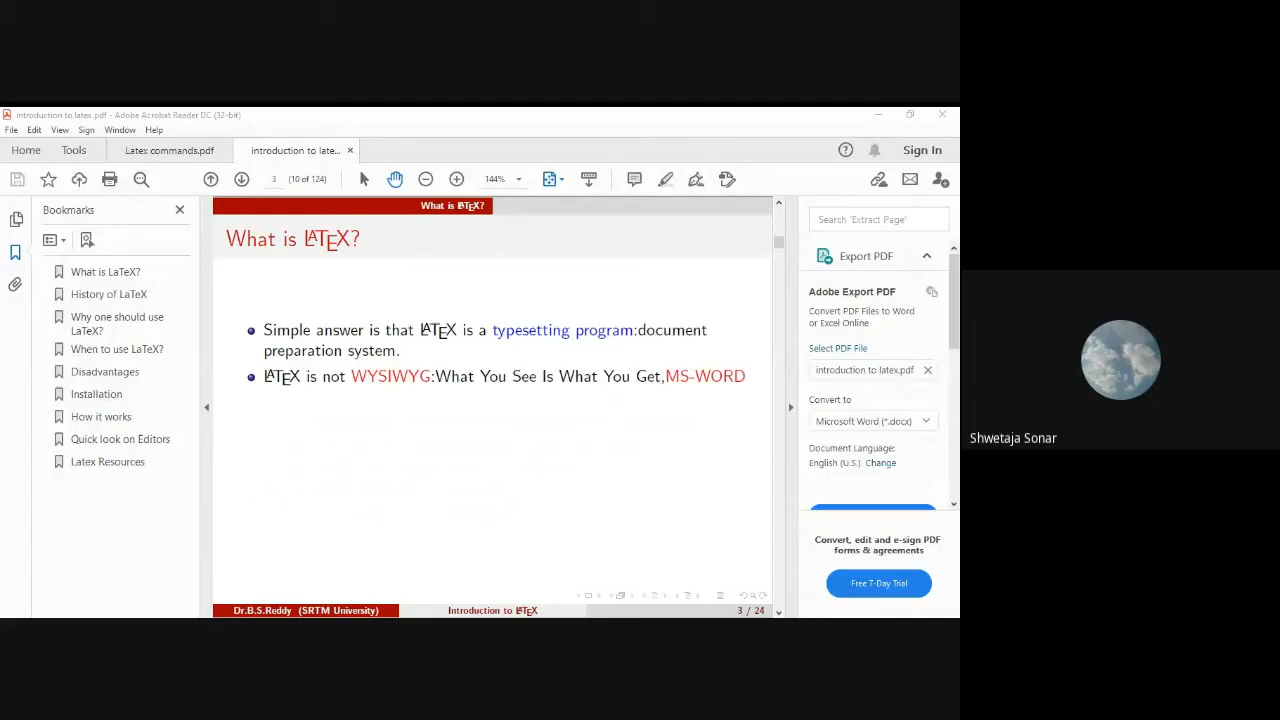 introduction to latex.pdf - Adobe Acrobat Reader DC (32-bit)
File Edit View Sign Window Help
Home Tools Latex commands.pdf introduction to late... × Sign In
3 (10 of 124) 144%
Bookmarks
What is LaTeX?
History of LaTeX
Why one should use
LaTeX?
When to use LaTeX?
Disadvantages
Installation
How it works
Quick look on Editors
Latex Resources
What is LATEX?
What is LATEX?
Simple answer is that LATEX is a typesetting program:document
preparation system.
LATEX is not WYSIWYG:What You See Is What You Get,MS-WORD
Dr.B.S.Reddy (SRTM University) Introduction to LATEX 3 / 24
Search 'Extract Page'
Export PDF
Adobe Export PDF
Convert PDF Files to Word
or Excel Online
Select PDF File
introduction to latex.pdf ×
Convert to
Microsoft Word (*.docx)
Document Language:
English (U.S.) Change
Convert, edit and e-sign PDF
forms & agreements
Free 7-Day Trial
Shwetaja Sonar